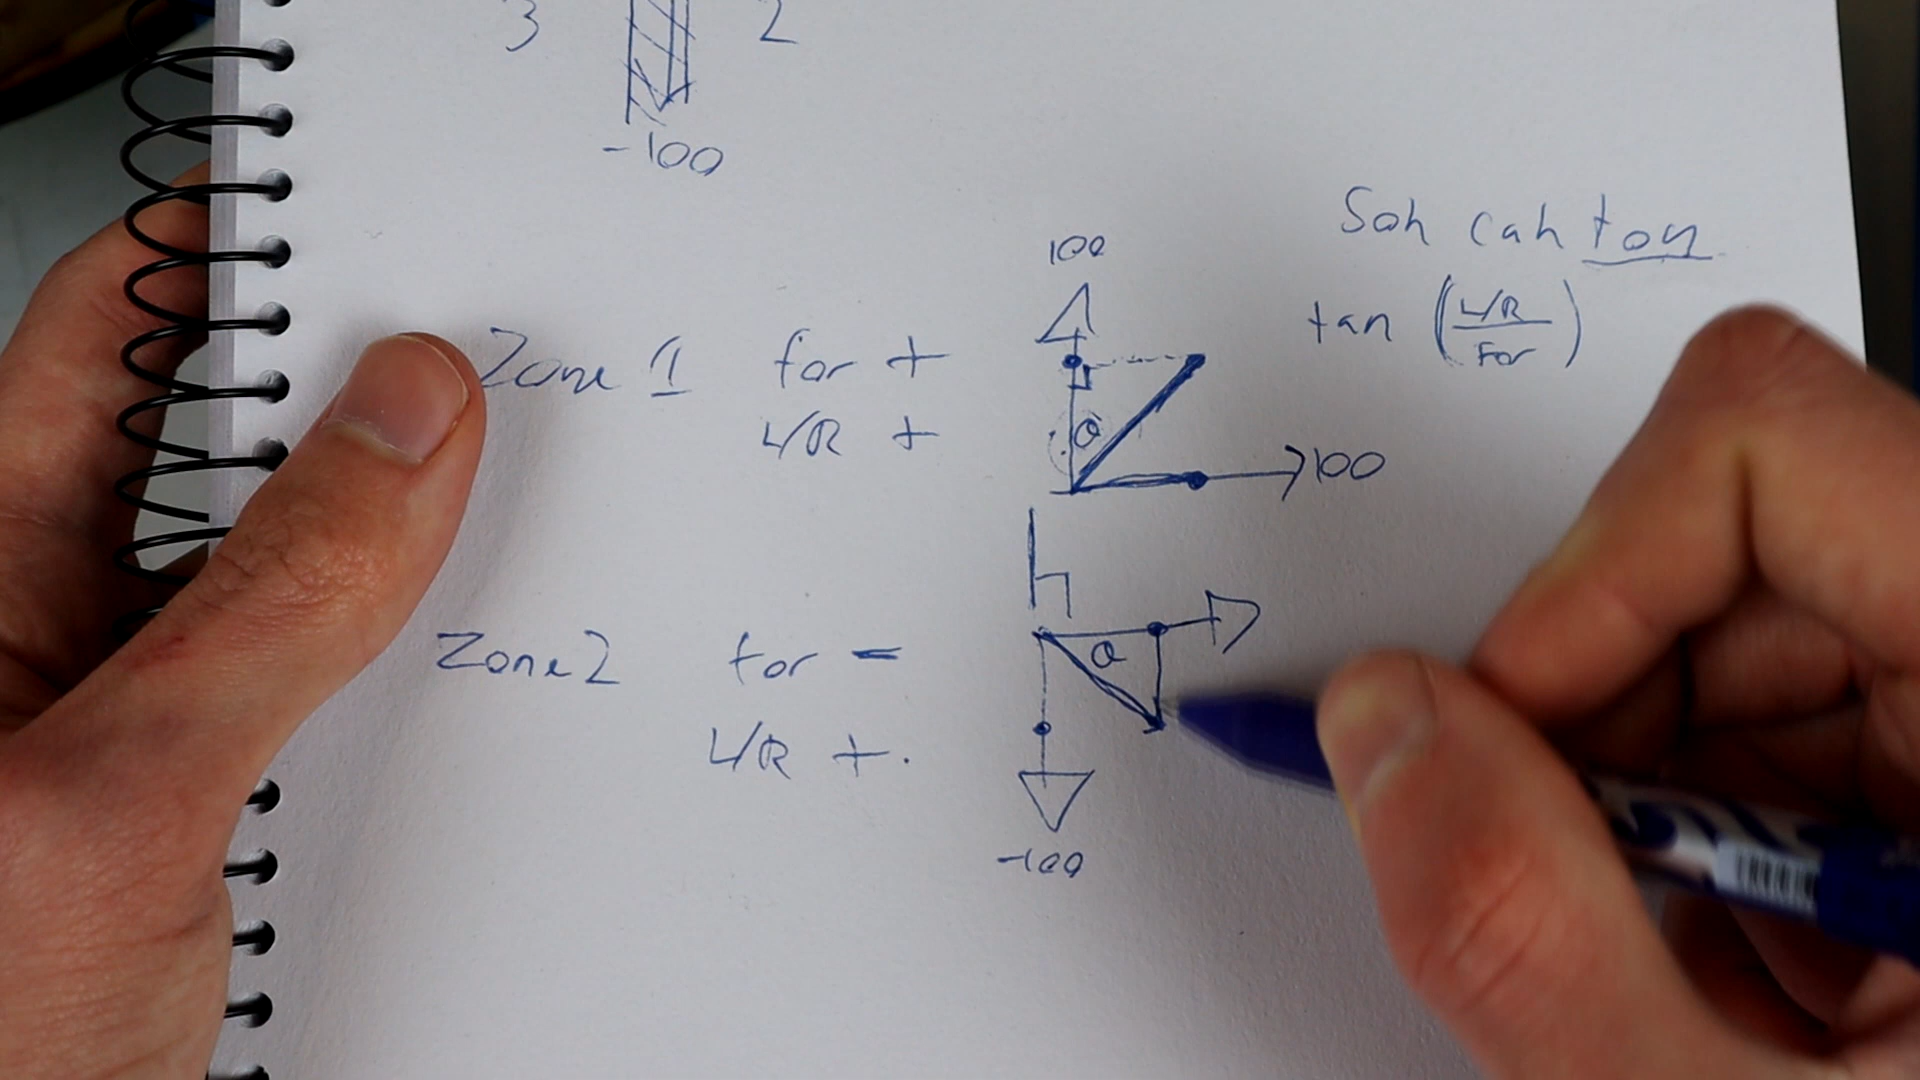 3 2
-100
Soh cah toa
100
tan (L/R / For)
Zone 1 for +
L/R +
θ
100
Zone 2 for -
θ
L/R +.
-100